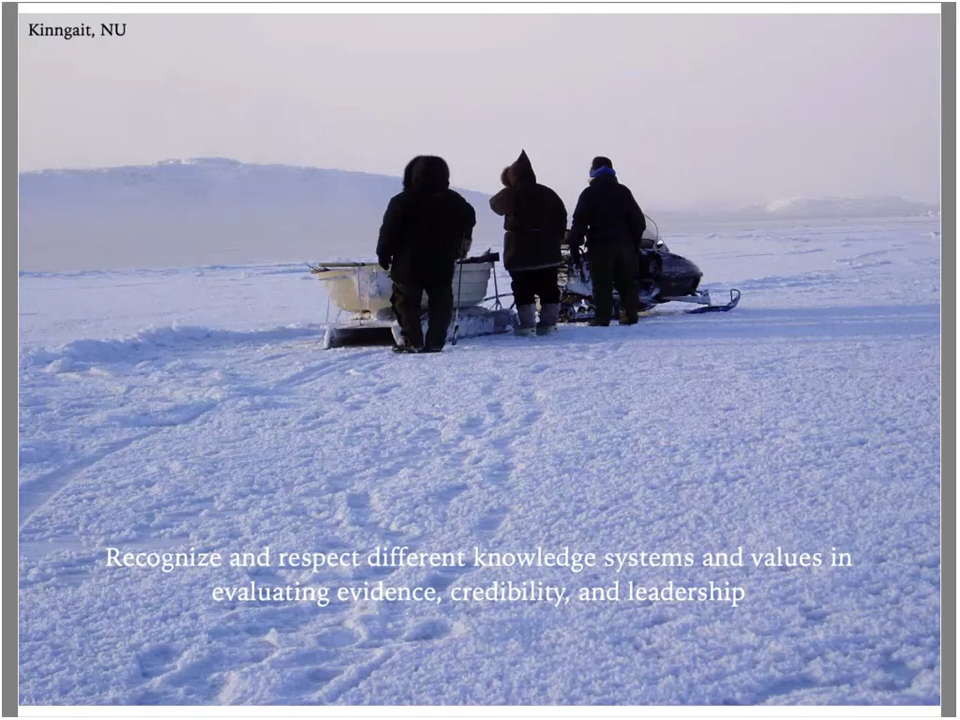 Kinngait, NU
Recognize and respect different knowledge systems and values in
evaluating evidence, credibility, and leadership